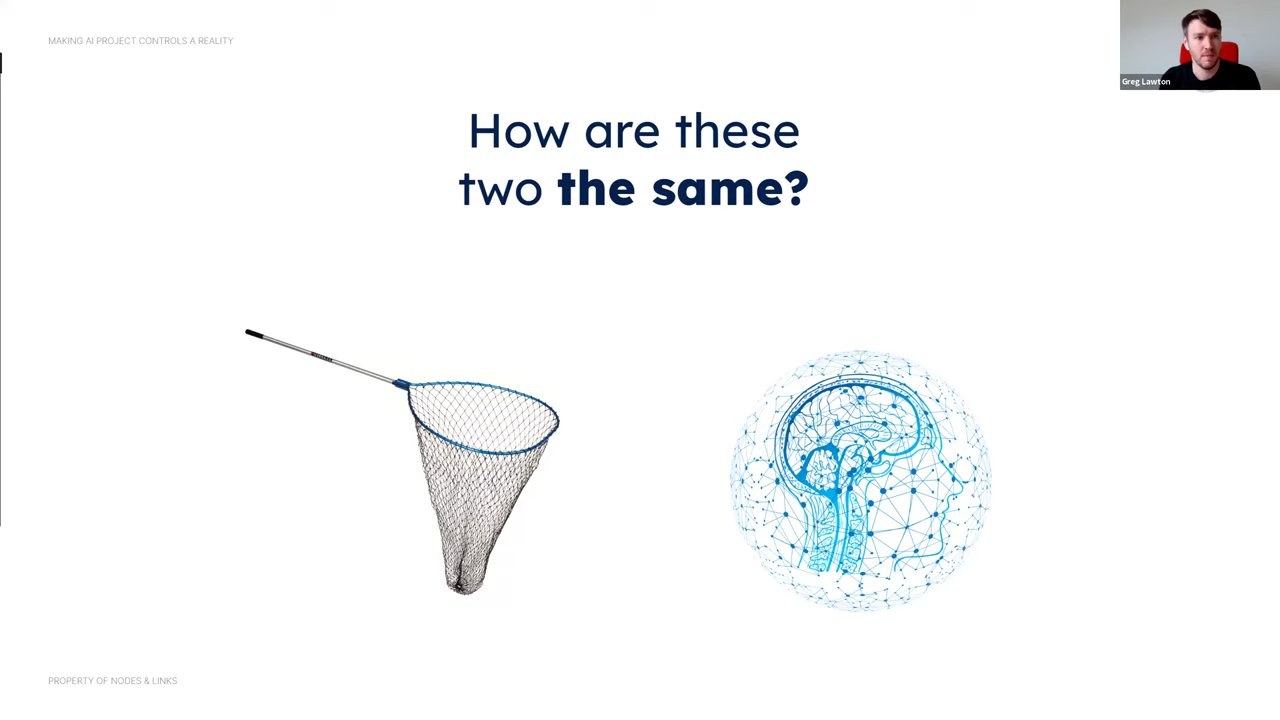 MAKING AI PROJECT CONTROLS A REALITY
Greg Lawton
How are these
two the same?
PROPERTY OF NODES & LINKS